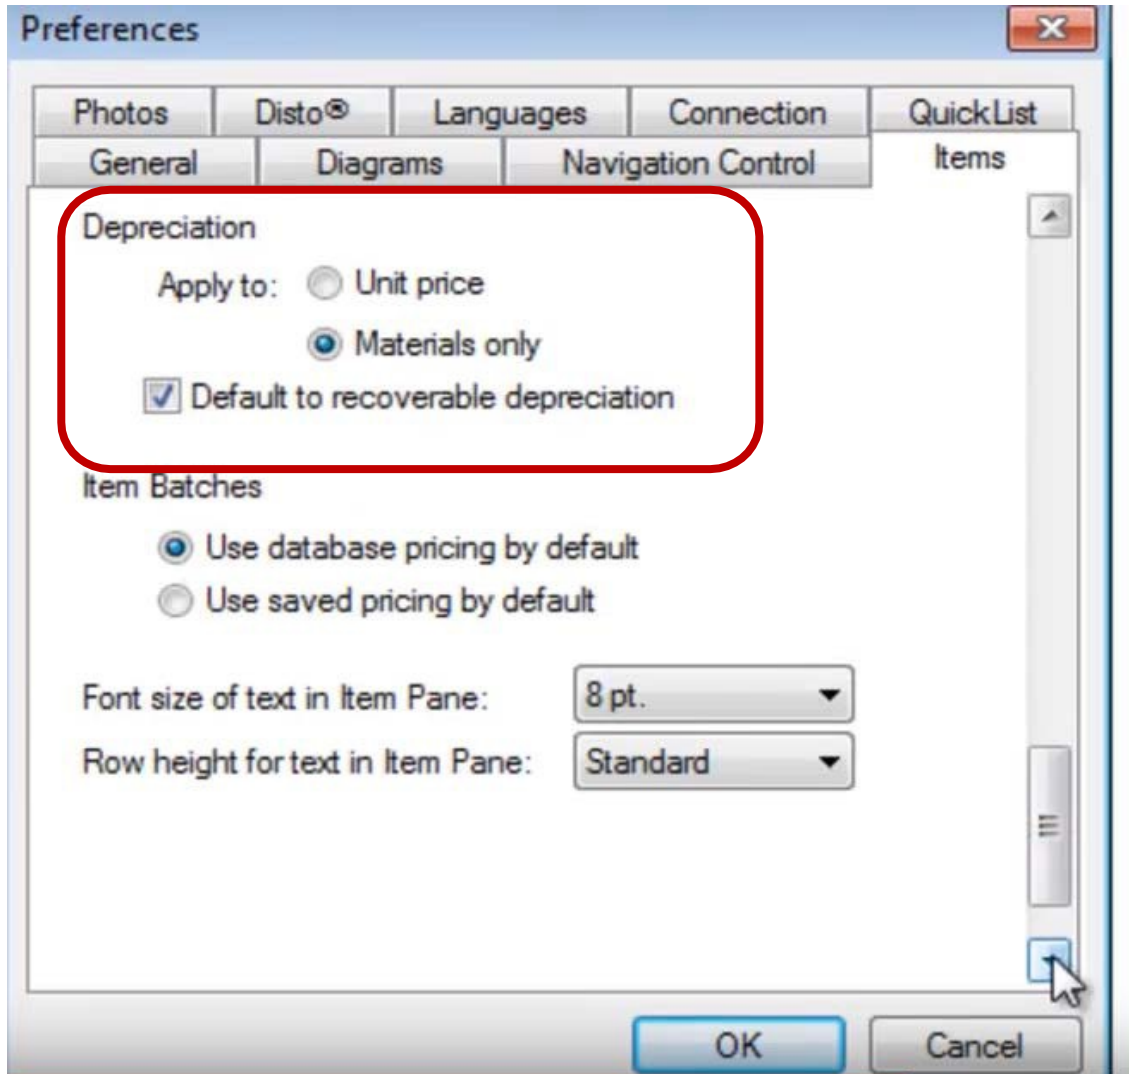 Preferences
Photos Disto® Languages Connection QuickList
General Diagrams Navigation Control Items
Depreciation
Apply to: Unit price
Materials only
Default to recoverable depreciation
Item Batches
Use database pricing by default
Use saved pricing by default
Font size of text in Item Pane: 8 pt.
Row height for text in Item Pane: Standard
OK Cancel